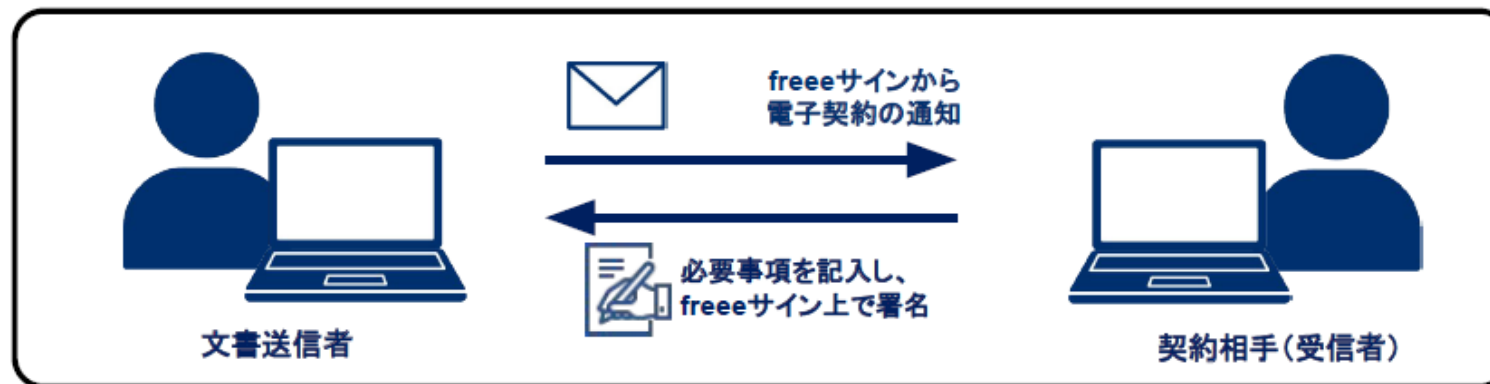 freeeサインから
電子契約の通知
必要事項を記入し、
freeeサイン上で署名
文書送信者
契約相手(受信者)